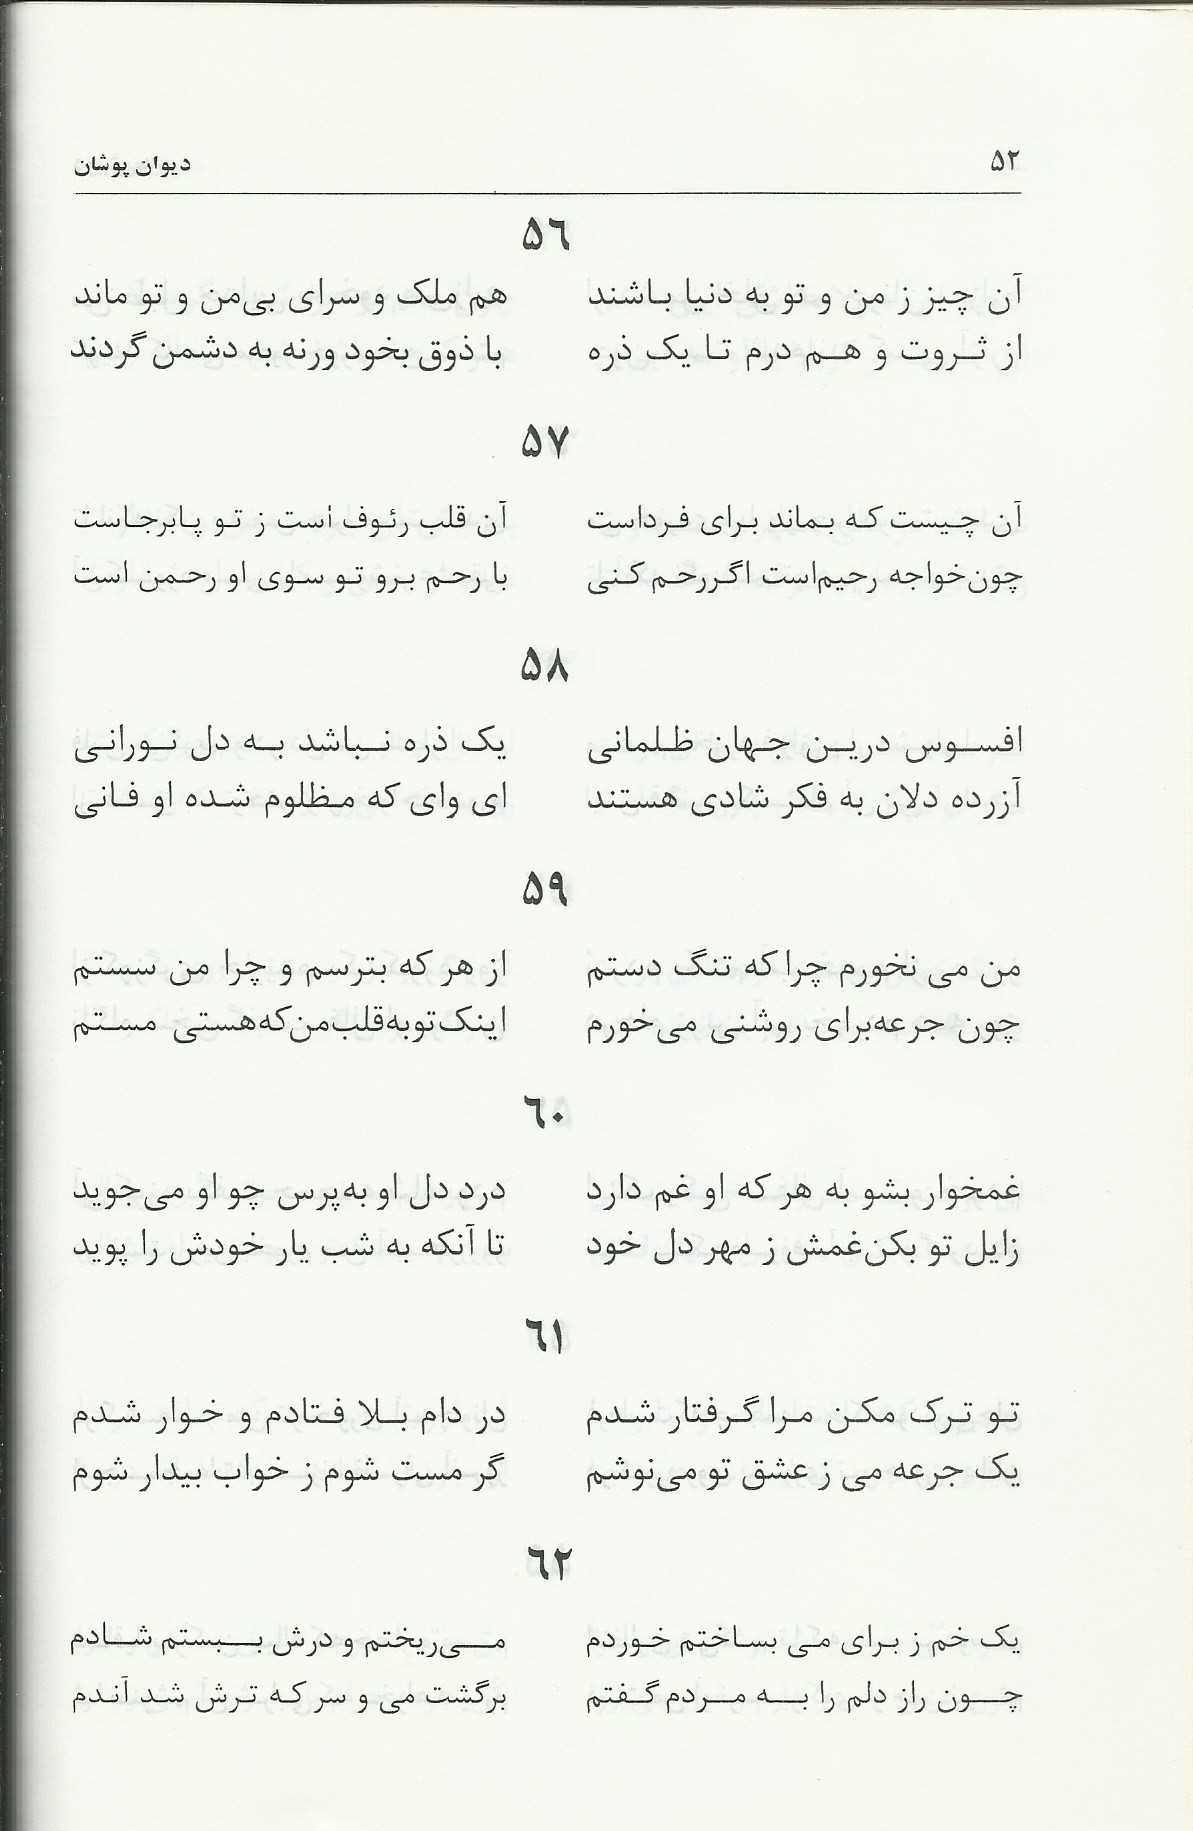 ۵۲ دیوان پوشان
۵٦
آن چیز ز من و تو به دنیا باشند هم ملک و سرای بی‌من و تو ماند
از ثروت و هم درم تا یک ذره با ذوق بخود ورنه به دشمن گردند
۵۷
آن چیست که بماند برای فرداست آن قلب رئوف است ز تو پابرجاست
چون‌خواجه رحیم‌است اگررحم کنی با رحم برو تو سوی او رحمن است
۵۸
افسوس درین جهان ظلمانی یک ذره نباشد به دل نورانی
آزرده دلان به فکر شادی هستند ای وای که مظلوم شده او فانی
۵۹
من می نخورم چرا که تنگ دستم از هر که بترسم و چرا من سستم
چون جرعه‌برای روشنی می‌خورم اینک‌توبه‌قلب‌من‌که‌هستی مستم
٦۰
غمخوار بشو به هر که او غم دارد درد دل او به‌پرس چو او می‌جوید
زایل تو بکن‌غمش ز مهر دل خود تا آنکه به شب یار خودش را پوید
٦۱
تو ترک مکن مرا گرفتار شدم در دام بلا فتادم و خوار شدم
یک جرعه می ز عشق تو می‌نوشم گر مست شوم ز خواب بیدار شوم
٦۲
یک خم ز برای می بساختم خوردم می‌ریختم و درش ببستم شادم
چون راز دلم را به مردم گفتم برگشت می و سر که ترش شد آندم